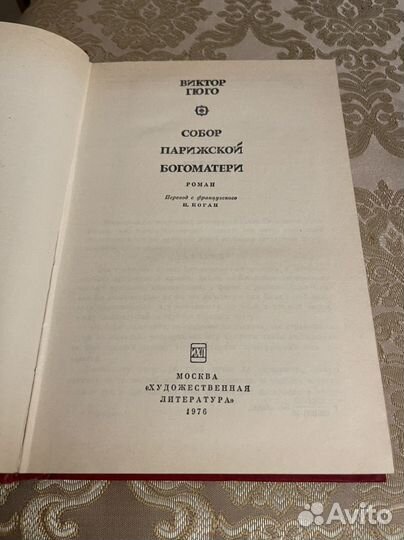 ВИКТОР
ГЮГО
СОБОР
ПАРИЖСКОЙ
БОГОМАТЕРИ
РОМАН
Перевод с французского
Н. КОГАН
МОСКВА
«ХУДОЖЕСТВЕННАЯ
ЛИТЕРАТУРА»
1976
Avito